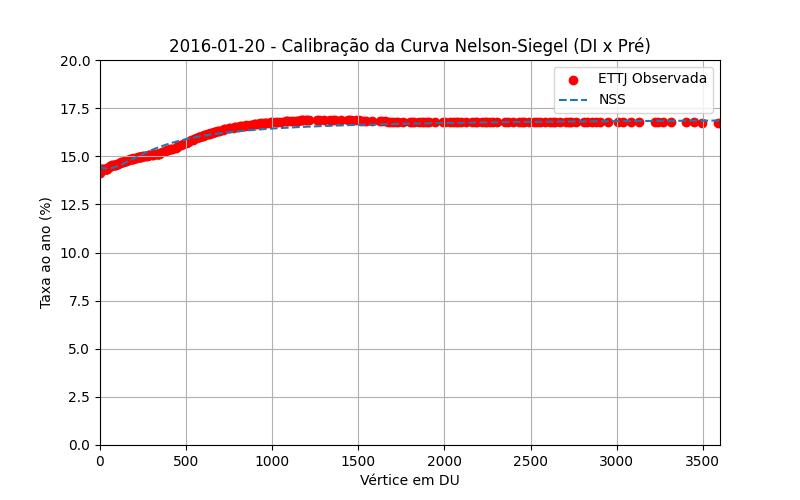 2016-01-20 - Calibração da Curva Nelson-Siegel (DI x Pré)
ETTJ Observada
NSS
Taxa ao ano (%)
20.0
17.5
15.0
12.5
10.0
7.5
5.0
2.5
0.0
0 500 1000 1500 2000 2500 3000 3500
Vértice em DU